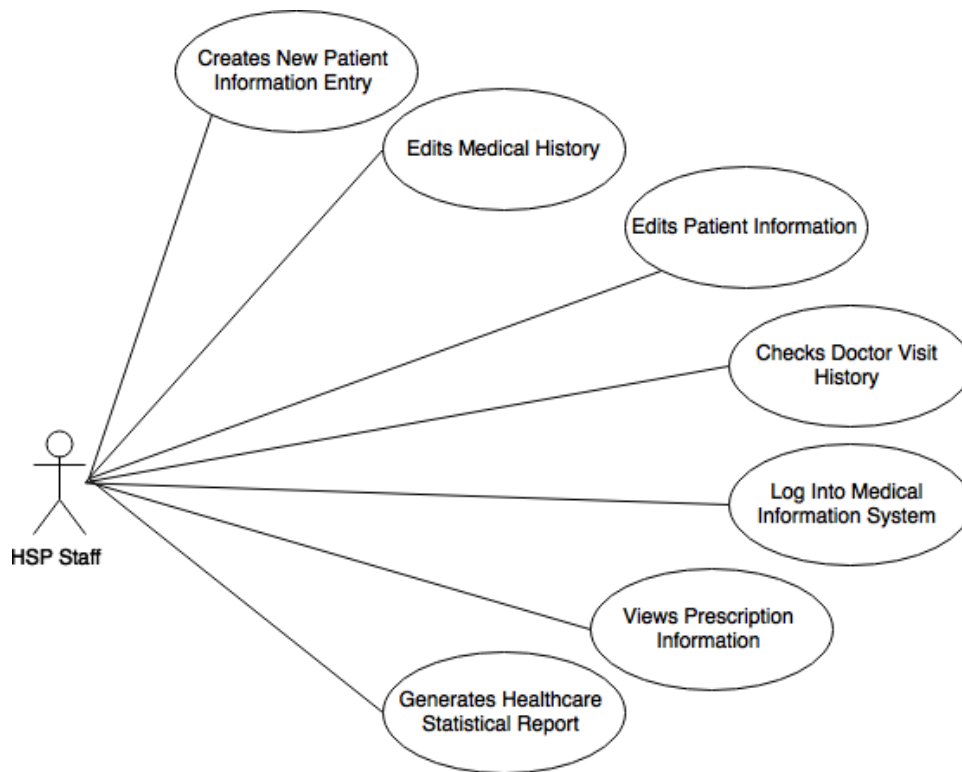 Creates New Patient
Information Entry
Edits Medical History
Edits Patient Information
Checks Doctor Visit
History
Log Into Medical
Information System
HSP Staff
Views Prescription
Information
Generates Healthcare
Statistical Report